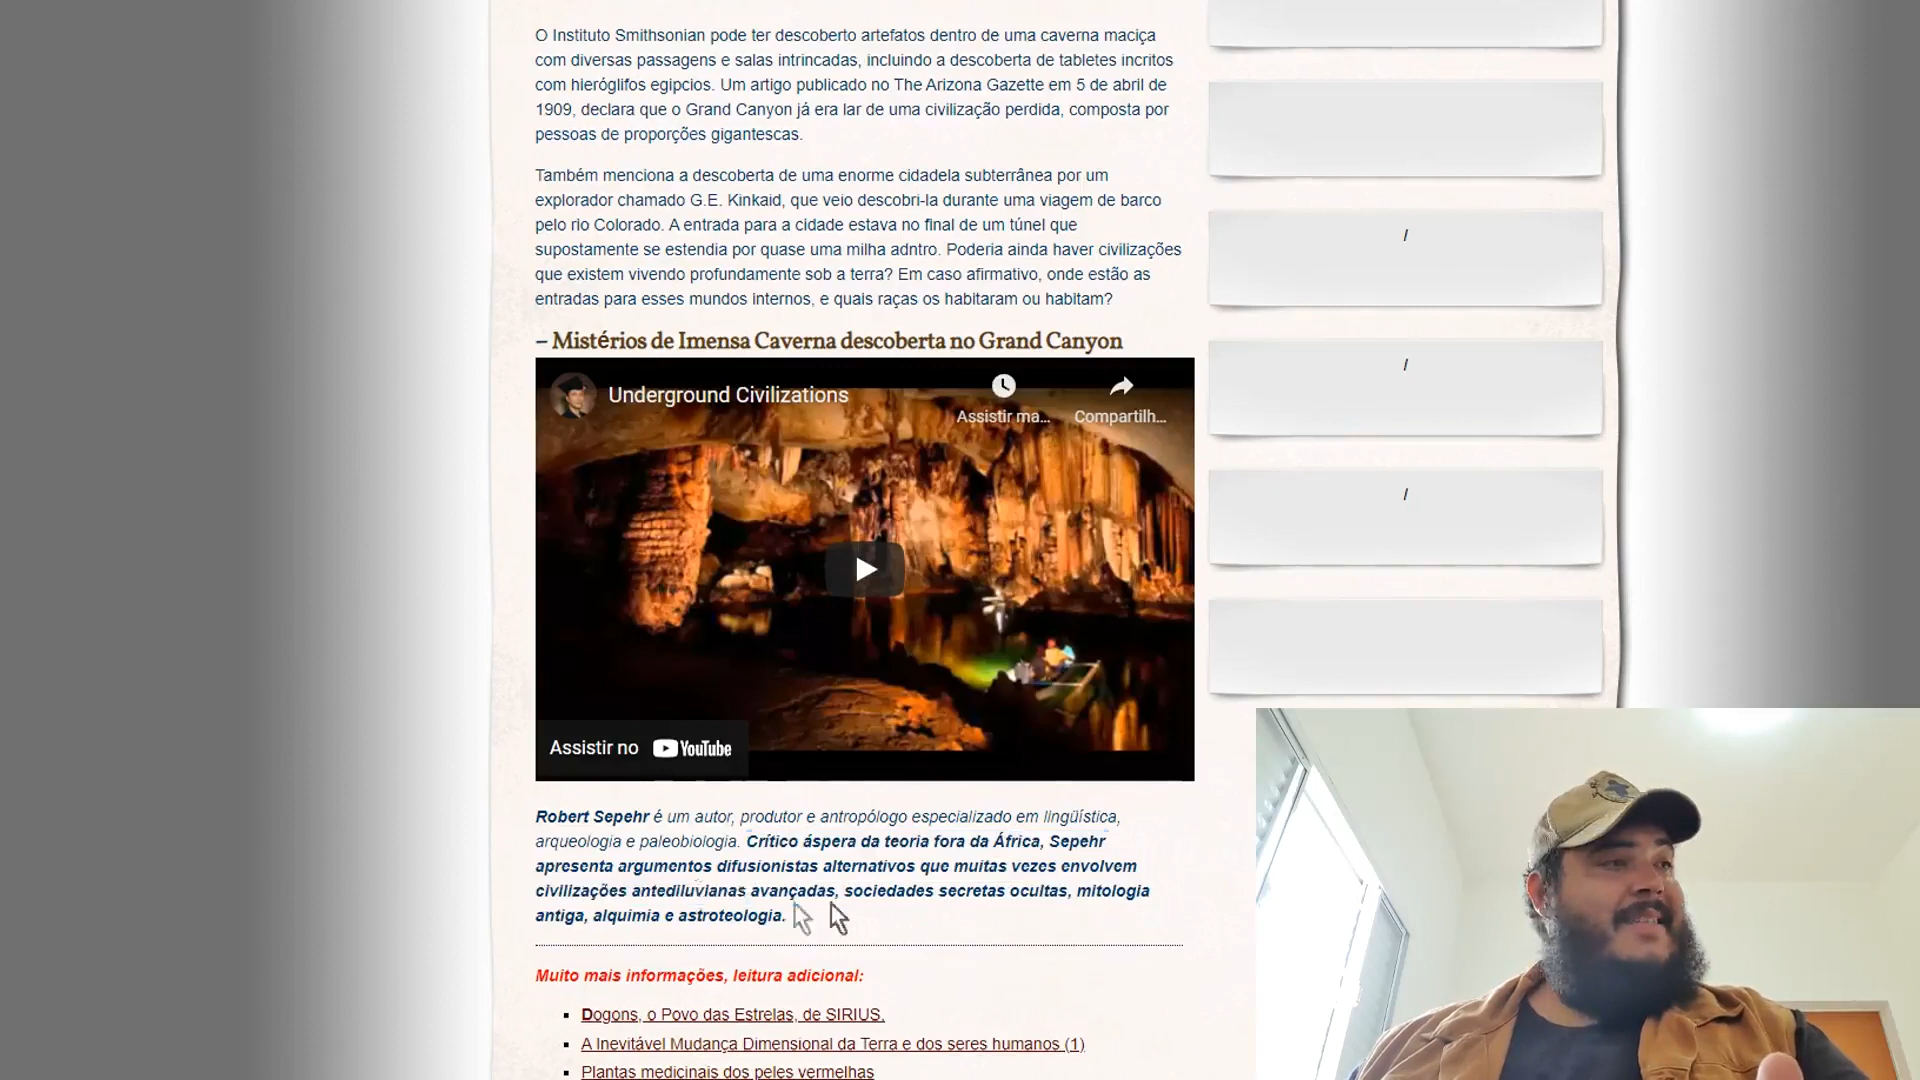 O Instituto Smithsonian pode ter descoberto artefatos dentro de uma caverna maciça
com diversas passagens e salas intrincadas, incluindo a descoberta de tabletes incritos
com hieróglifos egipcios. Um artigo publicado no The Arizona Gazette em 5 de abril de
1909, declara que o Grand Canyon já era lar de uma civilização perdida, composta por
pessoas de proporções gigantescas.
Também menciona a descoberta de uma enorme cidadela subterrânea por um
explorador chamado G.E. Kinkaid, que veio descobri-la durante uma viagem de barco
pelo rio Colorado. A entrada para a cidade estava no final de um túnel que
supostamente se estendia por quase uma milha adntro. Poderia ainda haver civilizações
que existem vivendo profundamente sob a terra? Em caso afirmativo, onde estão as
entradas para esses mundos internos, e quais raças os habitaram ou habitam?
– Mistérios de Imensa Caverna descoberta no Grand Canyon
Underground Civilizations
Assistir ma...
Compartilh...
Assistir no YouTube
Robert Sepehr é um autor, produtor e antropólogo especializado em lingüística,
arqueologia e paleobiologia. Crítico áspera da teoria fora da África, Sepehr
apresenta argumentos difusionistas alternativos que muitas vezes envolvem
civilizações antediluvianas avançadas, sociedades secretas ocultas, mitologia
antiga, alquimia e astroteologia.
Muito mais informações, leitura adicional:
Dogons, o Povo das Estrelas, de SIRIUS,
A Inevitável Mudança Dimensional da Terra e dos seres humanos (1)
Plantas medicinais dos peles vermelhas
/
/
/